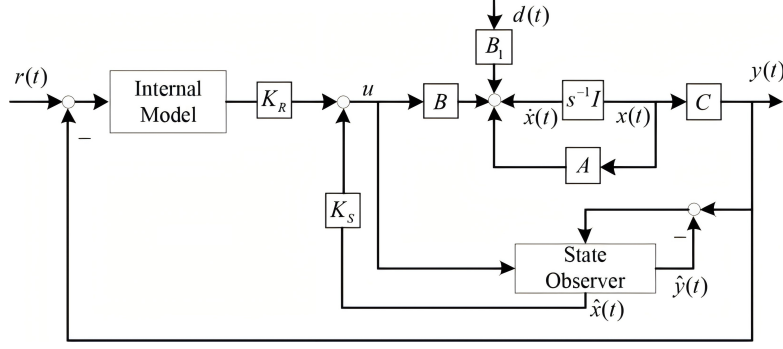 d(t)
B₁
r(t)
Internal
Model
K_R
u
B
ẋ(t)
s⁻¹I
x(t)
C
y(t)
−
A
K_S
−
State
Observer
ŷ(t)
x̂(t)